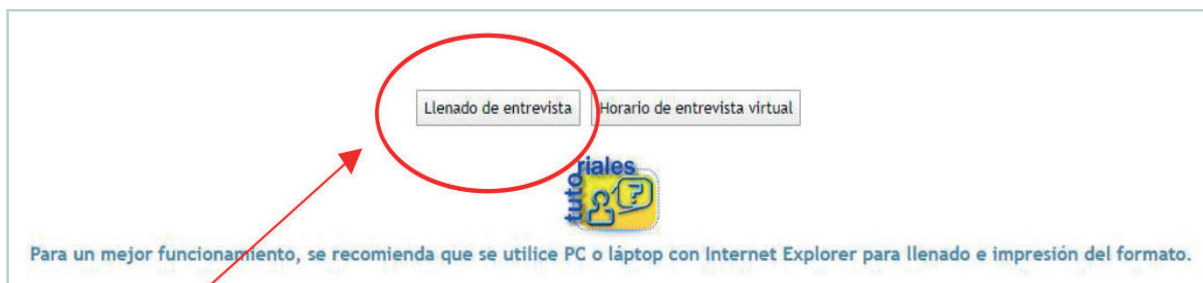 Llenado de entrevista Horario de entrevista virtual
tutoriales
?
Para un mejor funcionamiento, se recomienda que se utilice PC o láptop con Internet Explorer para llenado e impresión del formato.